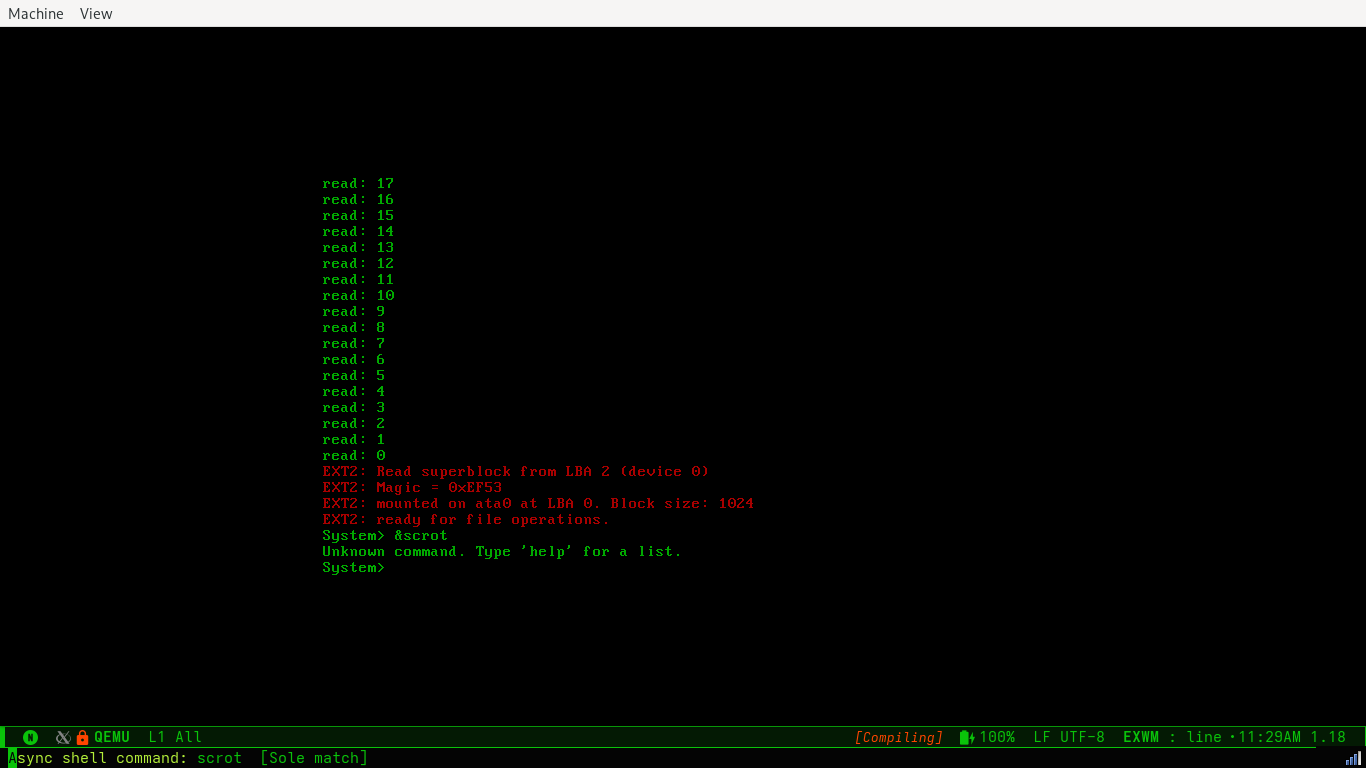 Machine View
read: 17
read: 16
read: 15
read: 14
read: 13
read: 12
read: 11
read: 10
read: 9
read: 8
read: 7
read: 6
read: 5
read: 4
read: 3
read: 2
read: 1
read: 0
EXT2: Read superblock from LBA 2 (device 0)
EXT2: Magic = 0xEF53
EXT2: mounted on ata0 at LBA 0. Block size: 1024
EXT2: ready for file operations.
System> &scrot
Unknown command. Type 'help' for a list.
System>
N QEMU L1 All [Compiling] 100% LF UTF-8 EXWM : line ·11:29AM 1.18
Async shell command: scrot [Sole match]